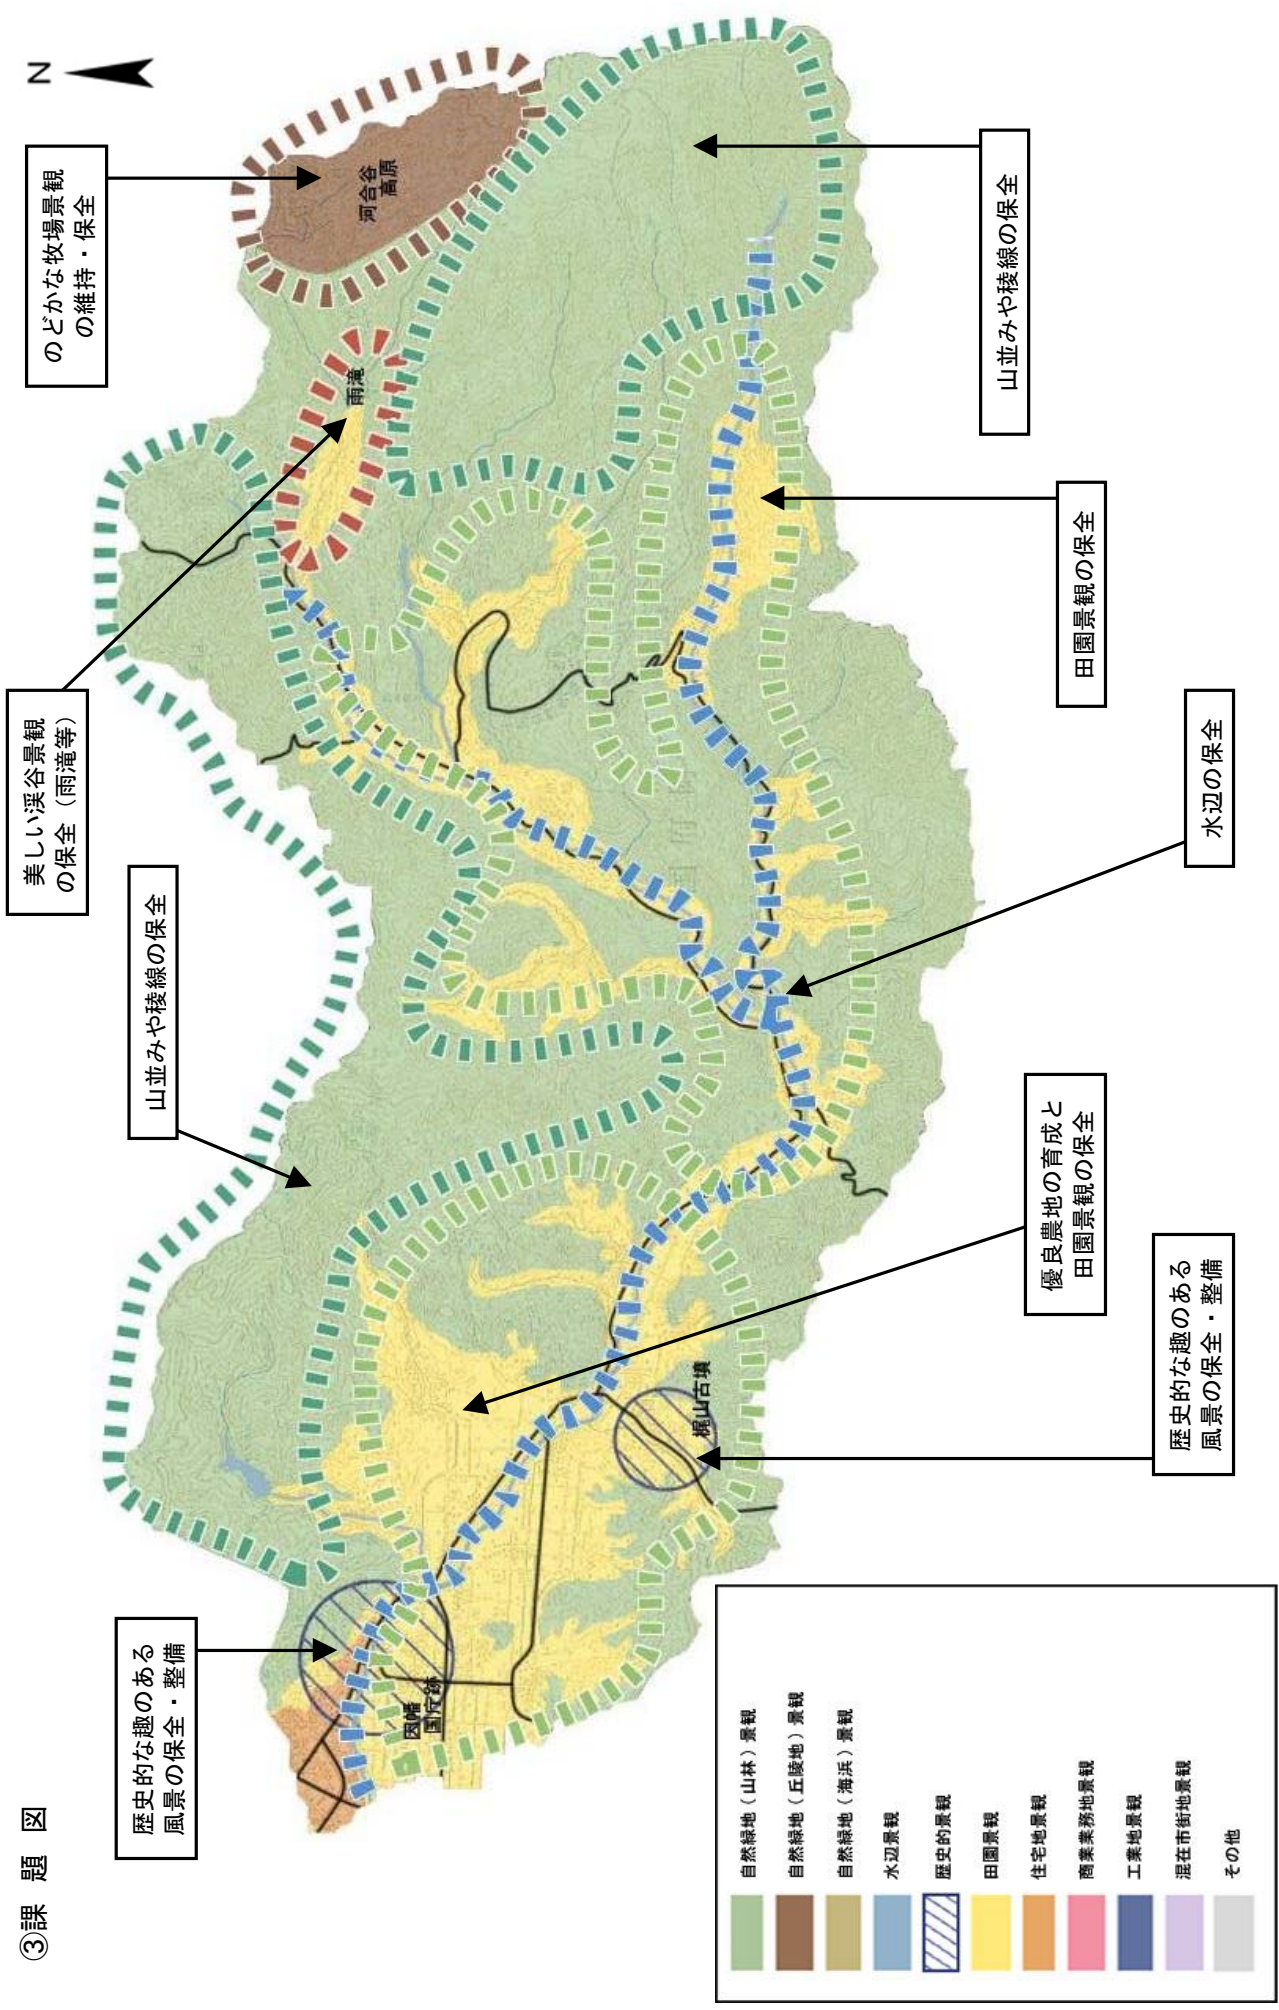 ③課題図
N
のどかな牧場景観
の維持・保全
美しい渓谷景観
の保全（雨滝等）
山並みや稜線の保全
歴史的な趣のある
風景の保全・整備
河合谷
高原
雨滝
因幡
国庁跡
梶山古墳
山並みや稜線の保全
田園景観の保全
水辺の保全
優良農地の育成と
田園景観の保全
歴史的な趣のある
風景の保全・整備
自然緑地（山林）景観
自然緑地（丘陵地）景観
自然緑地（海浜）景観
水辺景観
歴史的景観
田園景観
住宅地景観
商業業務地景観
工業地景観
混在市街地景観
その他